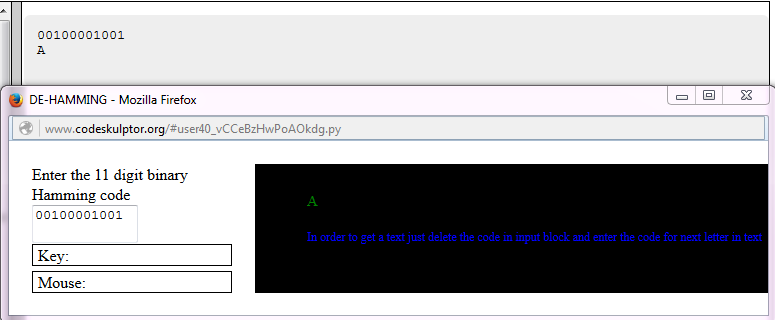 00100001001
A
DE-HAMMING - Mozilla Firefox
www.codeskulptor.org/#user40_vCCeBzHwPoAOkdg.py
Enter the 11 digit binary
Hamming code
00100001001
Key:
Mouse:
A
In order to get a text just delete the code in input block and enter the code for next letter in text